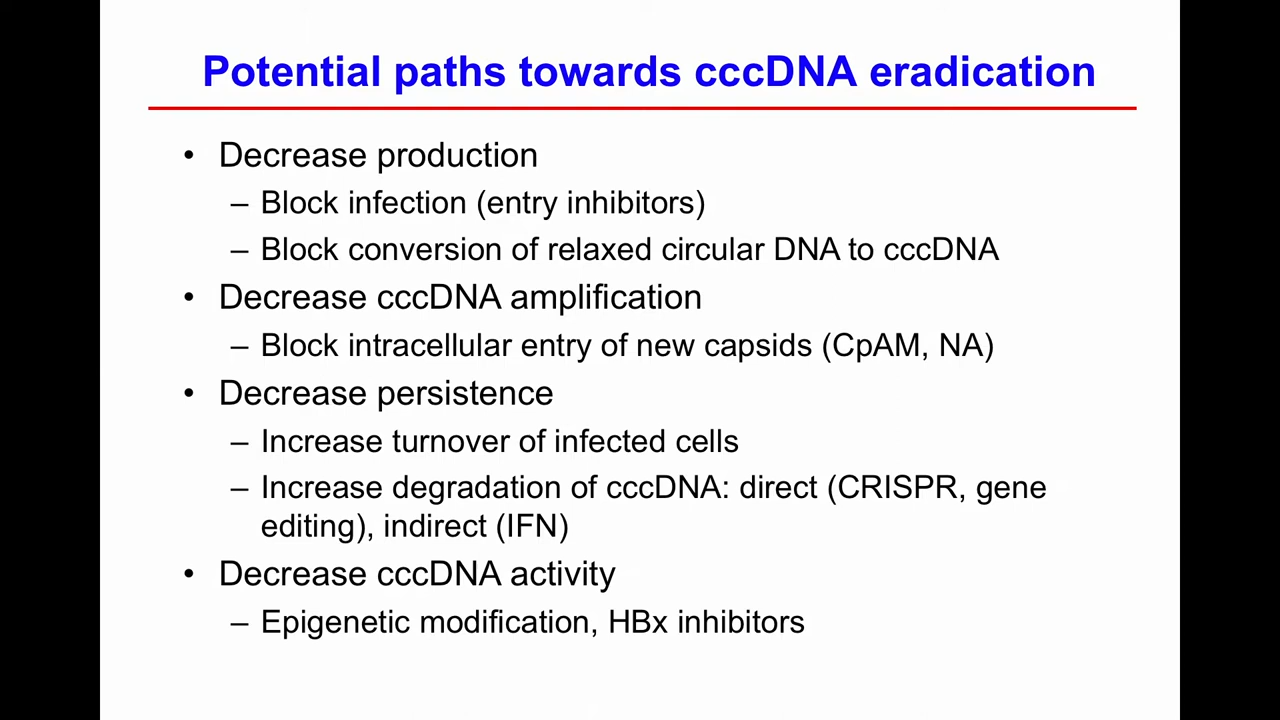 Potential paths towards cccDNA eradication
• Decrease production
– Block infection (entry inhibitors)
– Block conversion of relaxed circular DNA to cccDNA
• Decrease cccDNA amplification
– Block intracellular entry of new capsids (CpAM, NA)
• Decrease persistence
– Increase turnover of infected cells
– Increase degradation of cccDNA: direct (CRISPR, gene
editing), indirect (IFN)
• Decrease cccDNA activity
– Epigenetic modification, HBx inhibitors